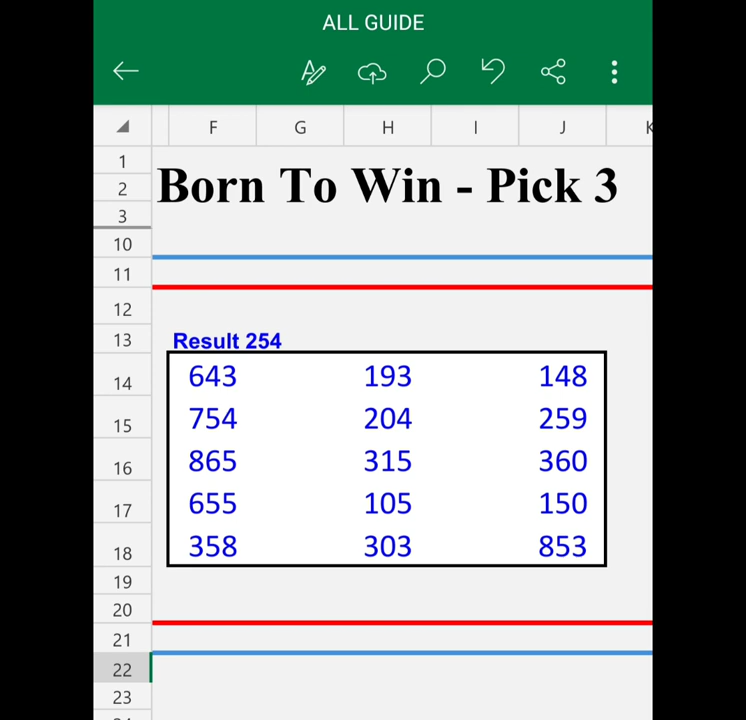 ALL GUIDE
F G H I J K
1
2
3
Born To Win - Pick 3
10
11
12
13 Result 254
14 643 193 148
15 754 204 259
16 865 315 360
17 655 105 150
18 358 303 853
19
20
21
22
23